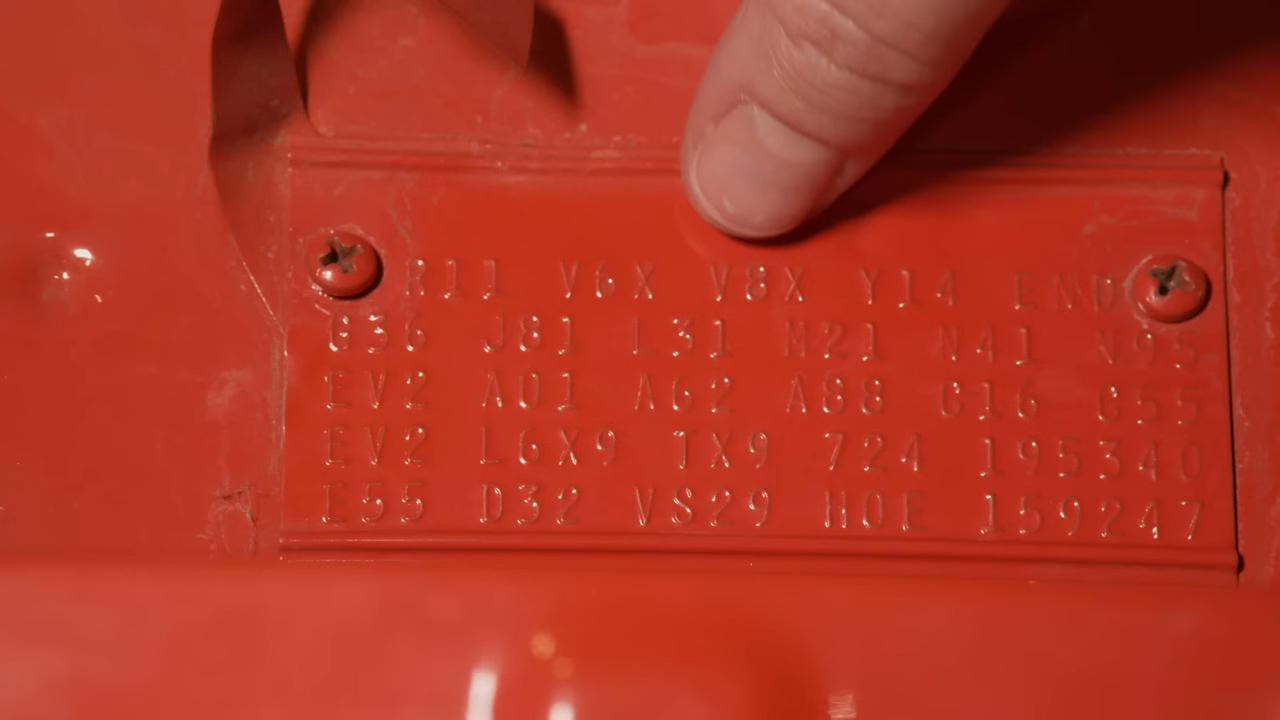 R11 V6X V8X Y14 END
G36 J81 L31 M21 N41 N95
EV2 A01 A62 A88 C16 C55
EV2 L6X9 TX9 724 195340
E55 D32 VS29 H0E 159247